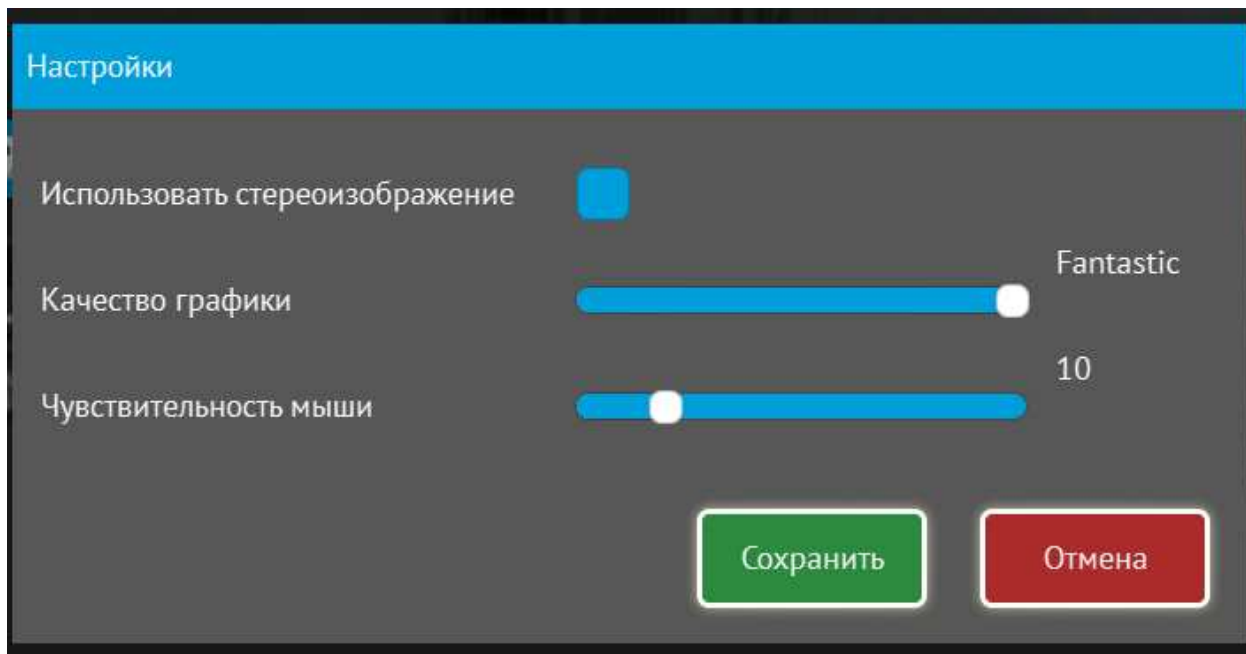 Настройки
Использовать стереоизображение
Fantastic
Качество графики
10
Чувствительность мыши
Сохранить Отмена